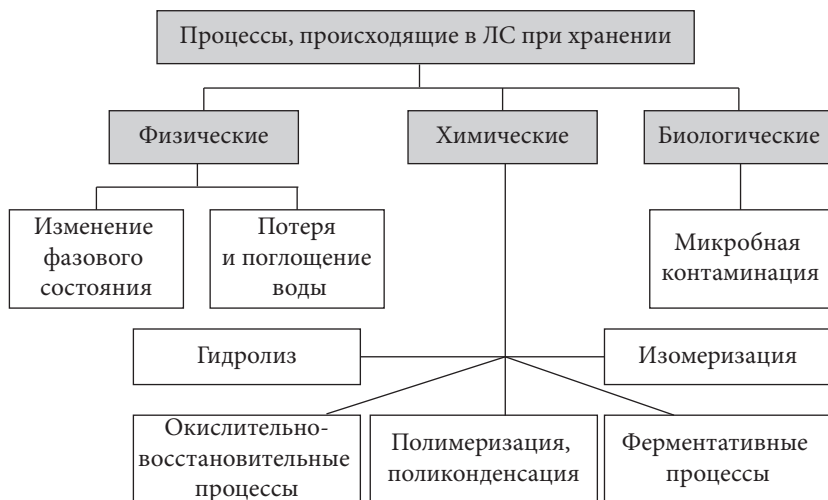 Процессы, происходящие в ЛС при хранении
Физические
Химические
Биологические
Изменение
фазового
состояния
Потеря
и поглощение
воды
Микробная
контаминация
Гидролиз
Изомеризация
Окислительно-
восстановительные
процессы
Полимеризация,
поликонденсация
Ферментативные
процессы